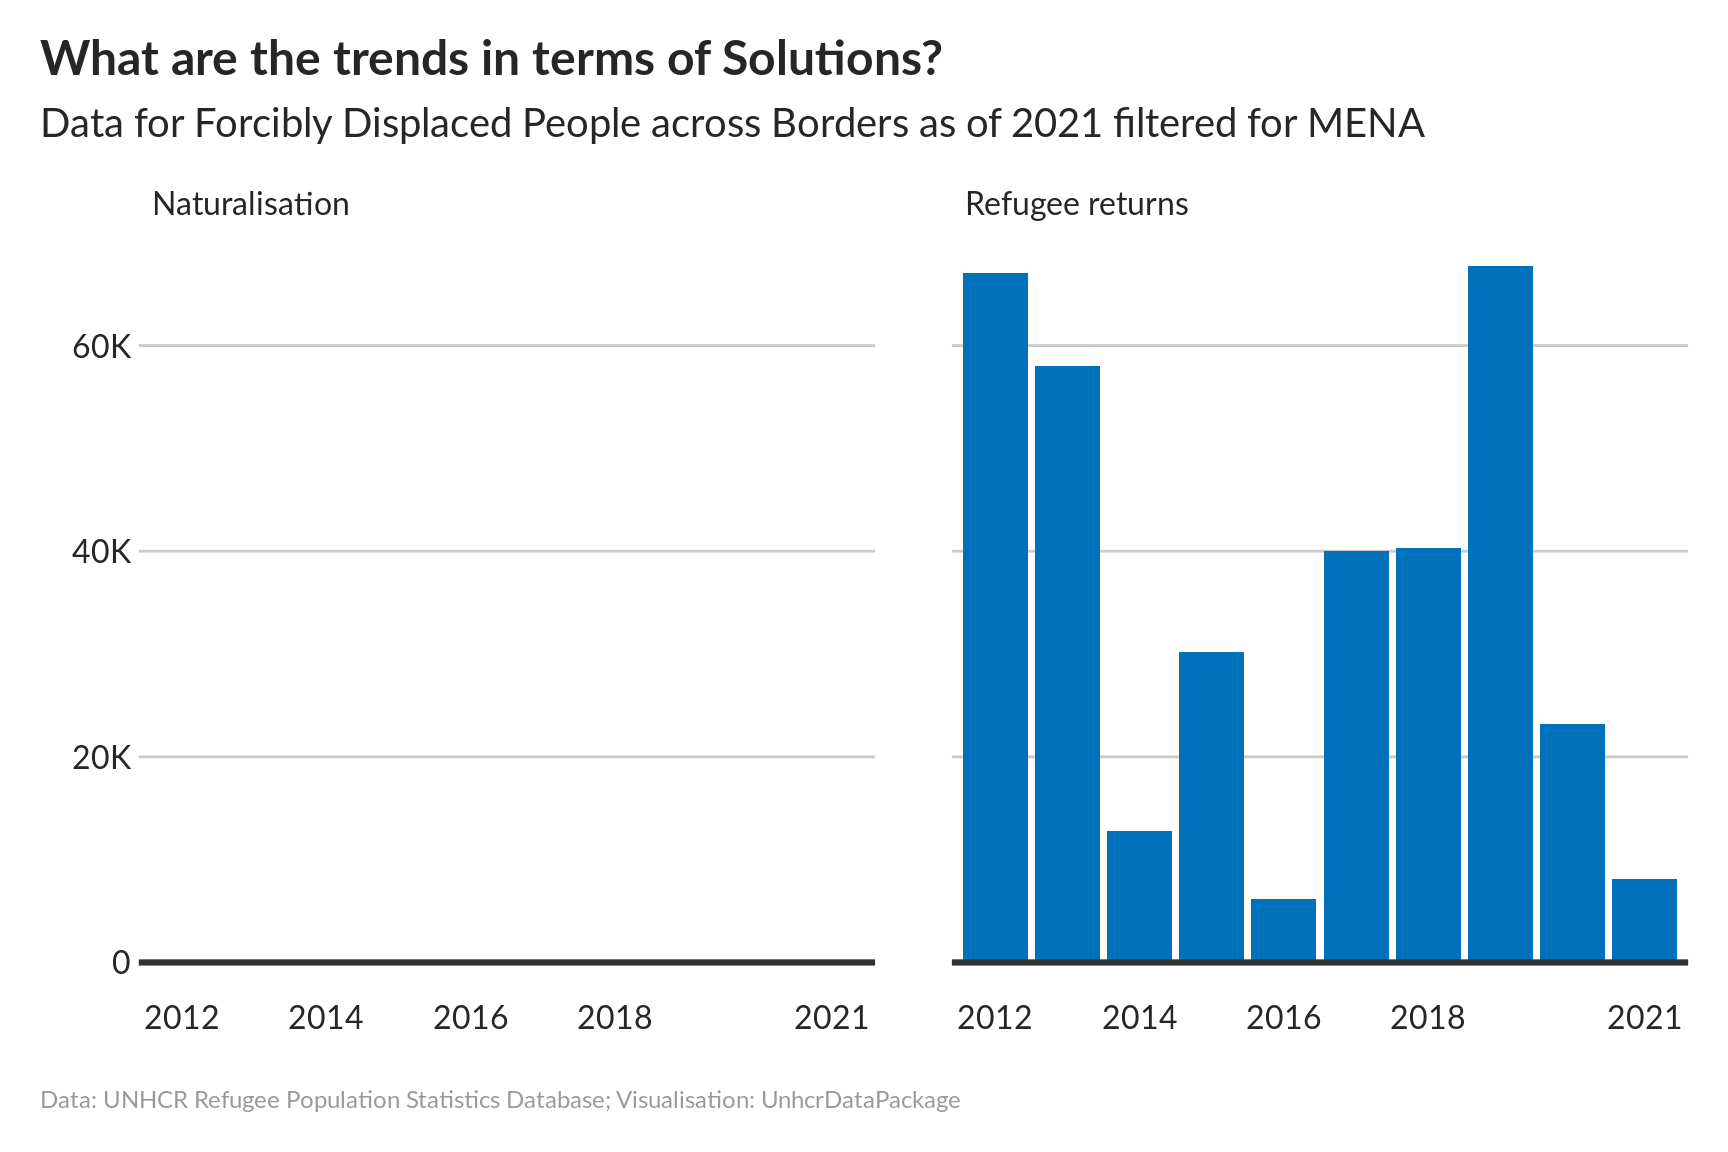 What are the trends in terms of Solutions?
Data for Forcibly Displaced People across Borders as of 2021 filtered for MENA
Naturalisation
Refugee returns
60K
40K
20K
0
2012 2014 2016 2018 2021
2012 2014 2016 2018 2021
Data: UNHCR Refugee Population Statistics Database; Visualisation: UnhcrDataPackage